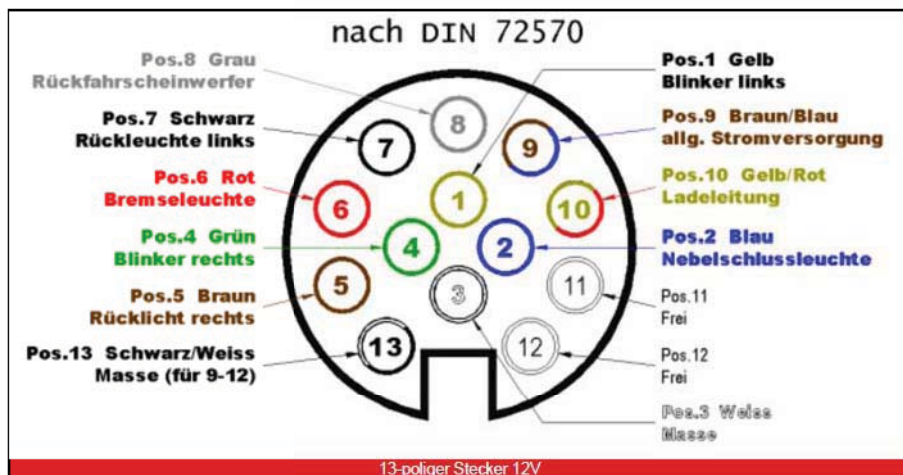 nach DIN 72570
Pos.8 Grau
Rückfahrscheinwerfer
Pos.7 Schwarz
Rückleuchte links
Pos.6 Rot
Bremseleuchte
Pos.4 Grün
Blinker rechts
Pos.5 Braun
Rücklicht rechts
Pos.13 Schwarz/Weiss
Masse (für 9-12)
8
7
9
6
1
10
4
2
5
3
11
13
12
Pos.1 Gelb
Blinker links
Pos.9 Braun/Blau
allg. Stromversorgung
Pos.10 Gelb/Rot
Ladeleitung
Pos.2 Blau
Nebelschlussleuchte
Pos.11
Frei
Pos.12
Frei
Pos.3 Weiss
Masse
13-poliger Stecker 12V